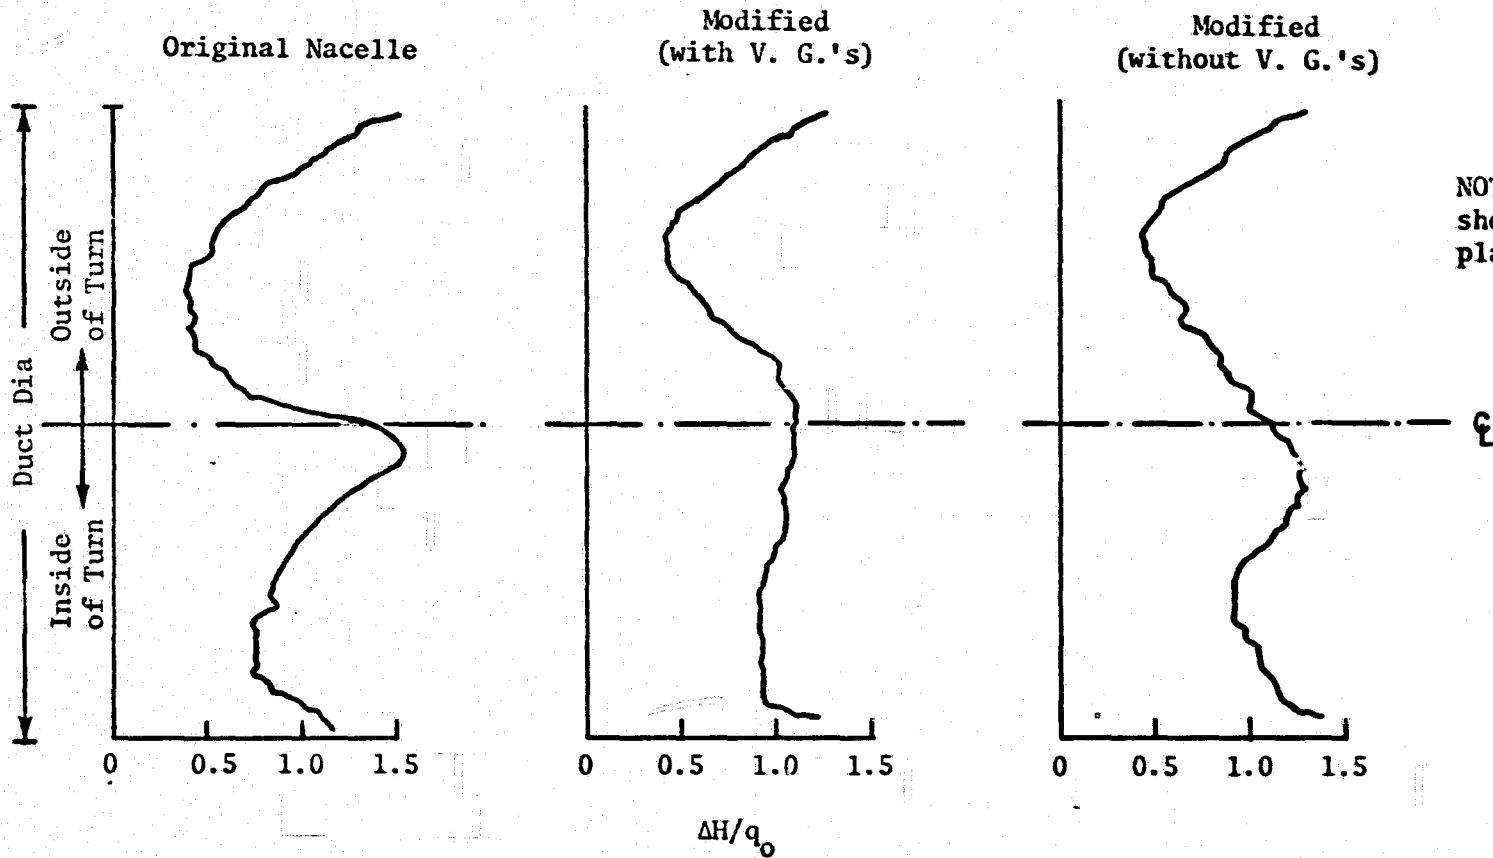 Original Nacelle
Modified
(with V. G.'s)
Modified
(without V. G.'s)
Duct Dia
Outside
of Turn
Inside
of Turn
0 0.5 1.0 1.5
0 0.5 1.0 1.5
0 0.5 1.0 1.5
ΔH/qo
℄